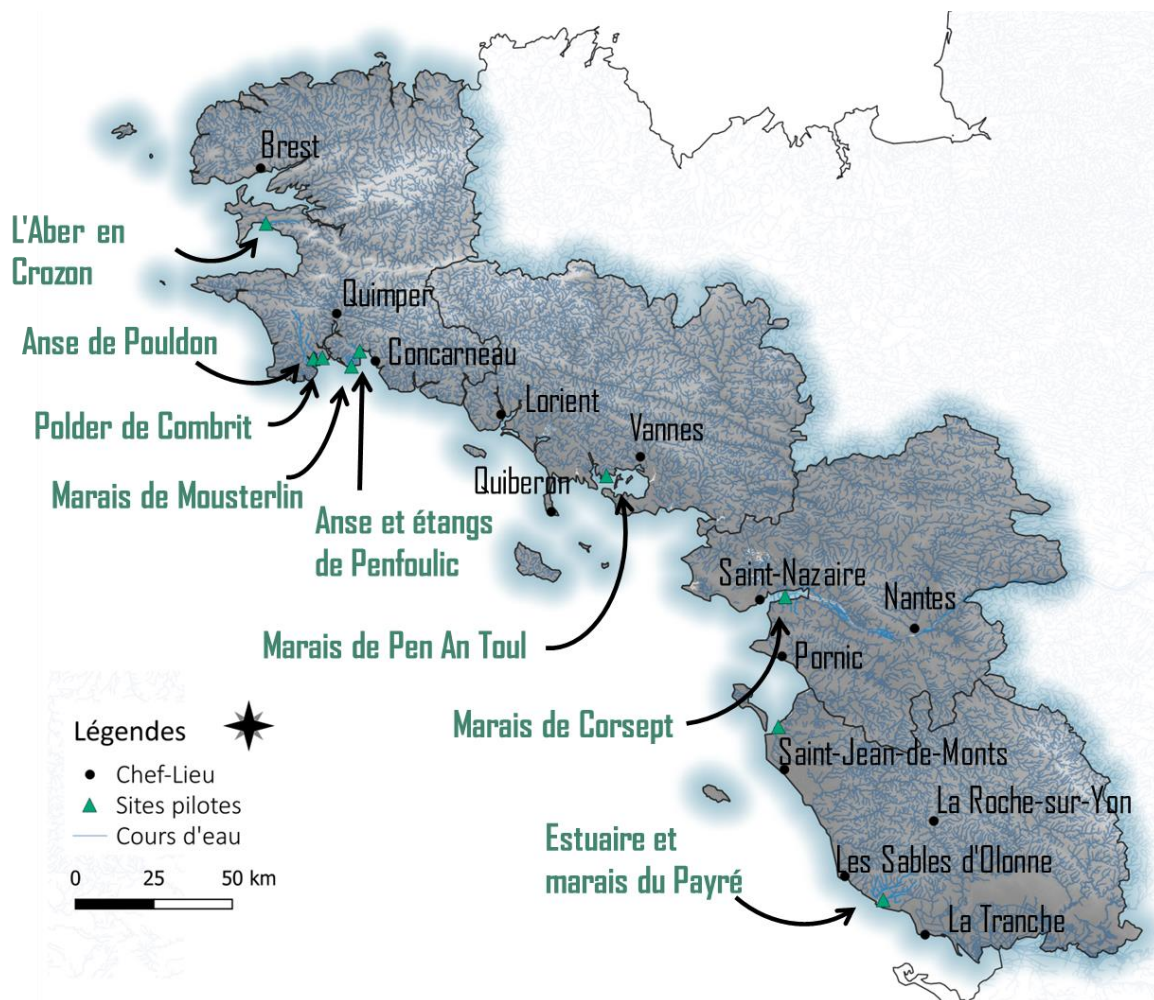 Brest
L'Aber en
Crozon
Quimper
Anse de Pouldon
Concarneau
Polder de Combrit
Lorient
Vannes
Marais de Mousterlin
Quiberon
Anse et étangs
de Penfoulic
Saint-Nazaire
Nantes
Marais de Pen An Toul
Pornic
Marais de Corsept
Légendes
Chef-Lieu
Sites pilotes
Cours d'eau
0 25 50 km
Saint-Jean-de-Monts
La Roche-sur-Yon
Estuaire et
marais du Payré
Les Sables d'Olonne
La Tranche